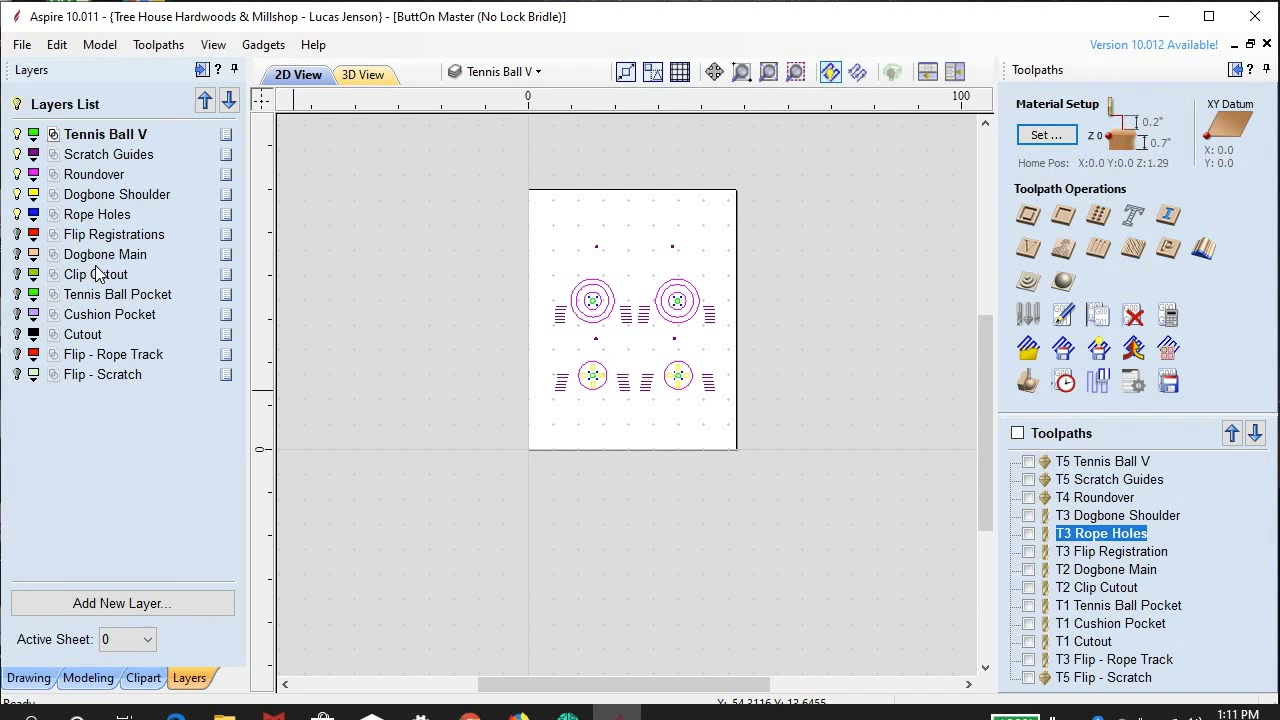 Aspire 10.011 - {Tree House Hardwoods & Millshop - Lucas Jenson} - [ButtOn Master (No Lock Bridle)]
File Edit Model Toolpaths View Gadgets Help
Version 10.012 Available!
Layers
Layers List
Tennis Ball V
Scratch Guides
Roundover
Dogbone Shoulder
Rope Holes
Flip Registrations
Dogbone Main
Clip Cutout
Tennis Ball Pocket
Cushion Pocket
Cutout
Flip - Rope Track
Flip - Scratch
Add New Layer...
Active Sheet: 0
Drawing Modeling Clipart Layers
2D View 3D View
Tennis Ball V
0 100
0
X: 54.3116 Y: 13.6455
Toolpaths
Material Setup
Set ...
Z 0
0.2"
0.7"
Home Pos: X:0.0 Y:0.0 Z:1.29
XY Datum
X: 0.0
Y: 0.0
Toolpath Operations
Toolpaths
T5 Tennis Ball V
T5 Scratch Guides
T4 Roundover
T3 Dogbone Shoulder
T3 Rope Holes
T3 Flip Registration
T2 Dogbone Main
T2 Clip Cutout
T1 Tennis Ball Pocket
T1 Cushion Pocket
T1 Cutout
T3 Flip - Rope Track
T5 Flip - Scratch
1:11 PM